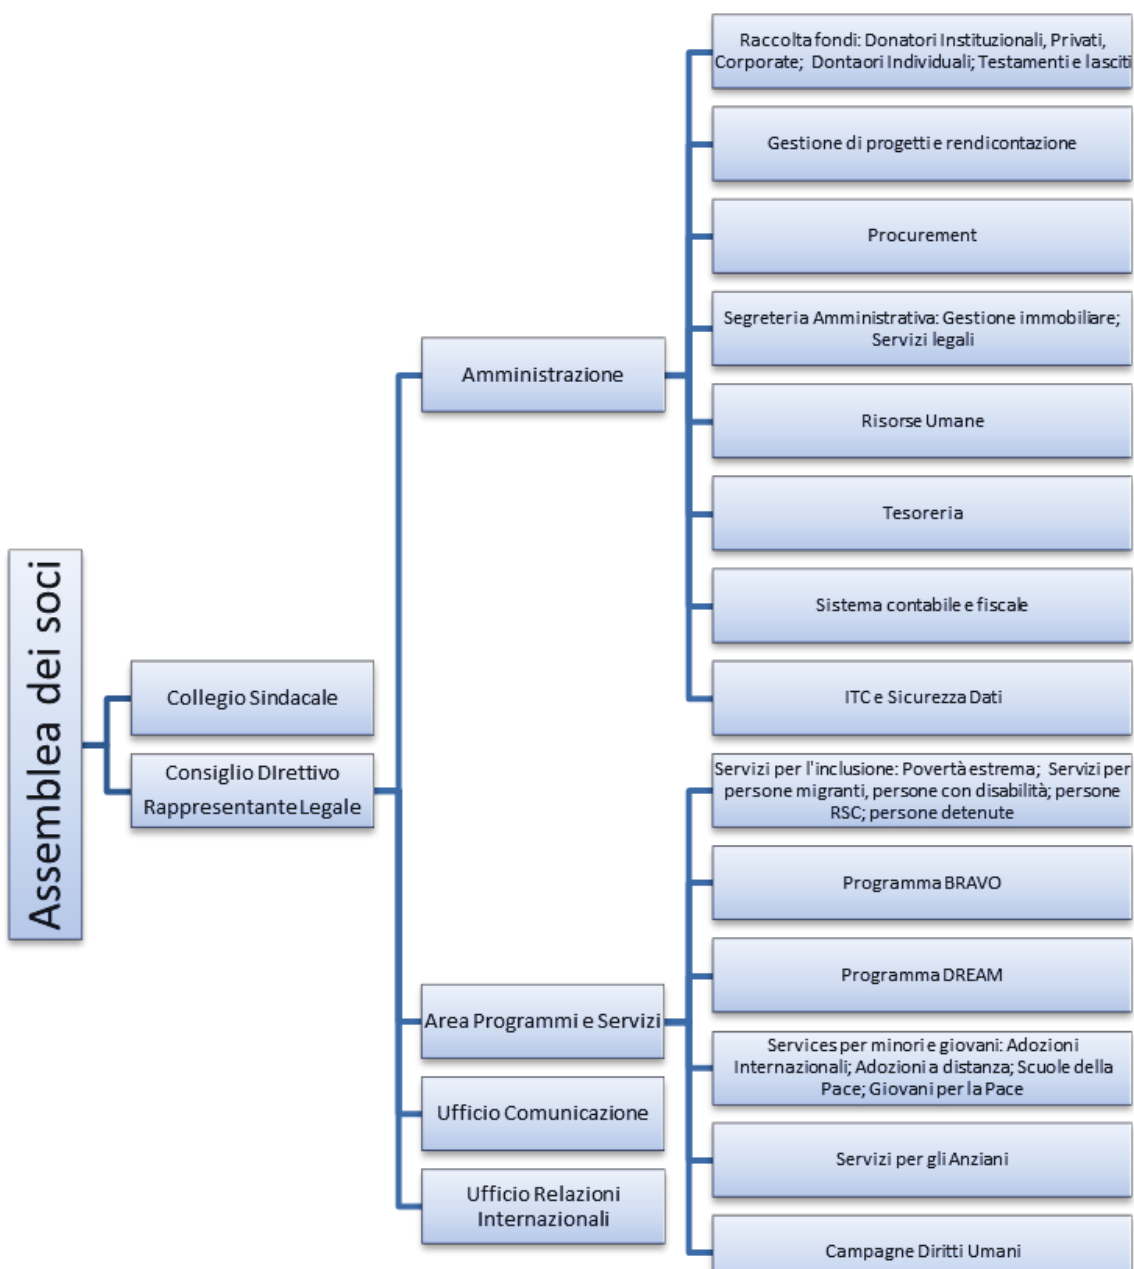 Assemblea dei soci
Collegio Sindacale
Consiglio DIrettivo
Rappresentante Legale
Amministrazione
Raccolta fondi: Donatori Instituzionali, Privati,
Corporate; Dontaori Individuali; Testamenti e lasciti
Gestione di progetti e rendicontazione
Procurement
Segreteria Amministrativa: Gestione immobiliare;
Servizi legali
Risorse Umane
Tesoreria
Sistema contabile e fiscale
ITC e Sicurezza Dati
Area Programmi e Servizi
Servizi per l'inclusione: Povertà estrema; Servizi per
persone migranti, persone con disabilità; persone
RSC; persone detenute
Programma BRAVO
Programma DREAM
Services per minori e giovani: Adozioni
Internazionali; Adozioni a distanza; Scuole della
Pace; Giovani per la Pace
Servizi per gli Anziani
Campagne Diritti Umani
Ufficio Comunicazione
Ufficio Relazioni
Internazionali